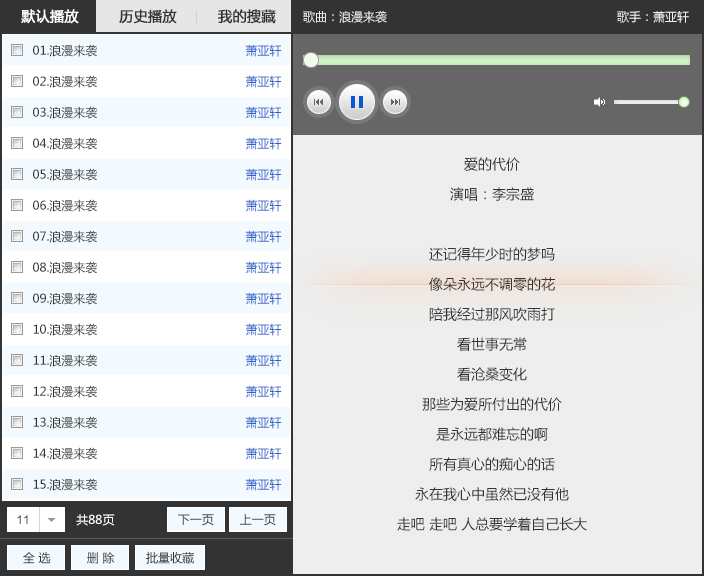 默认播放 历史播放 我的搜藏
01.浪漫来袭 萧亚轩
02.浪漫来袭 萧亚轩
03.浪漫来袭 萧亚轩
04.浪漫来袭 萧亚轩
05.浪漫来袭 萧亚轩
06.浪漫来袭 萧亚轩
07.浪漫来袭 萧亚轩
08.浪漫来袭 萧亚轩
09.浪漫来袭 萧亚轩
10.浪漫来袭 萧亚轩
11.浪漫来袭 萧亚轩
12.浪漫来袭 萧亚轩
13.浪漫来袭 萧亚轩
14.浪漫来袭 萧亚轩
15.浪漫来袭 萧亚轩
11 共88页 下一页 上一页
全 选 删 除 批量收藏
歌曲：浪漫来袭 歌手：萧亚轩
爱的代价
演唱：李宗盛
还记得年少时的梦吗
像朵永远不调零的花
陪我经过那风吹雨打
看世事无常
看沧桑变化
那些为爱所付出的代价
是永远都难忘的啊
所有真心的痴心的话
永在我心中虽然已没有他
走吧 走吧 人总要学着自己长大